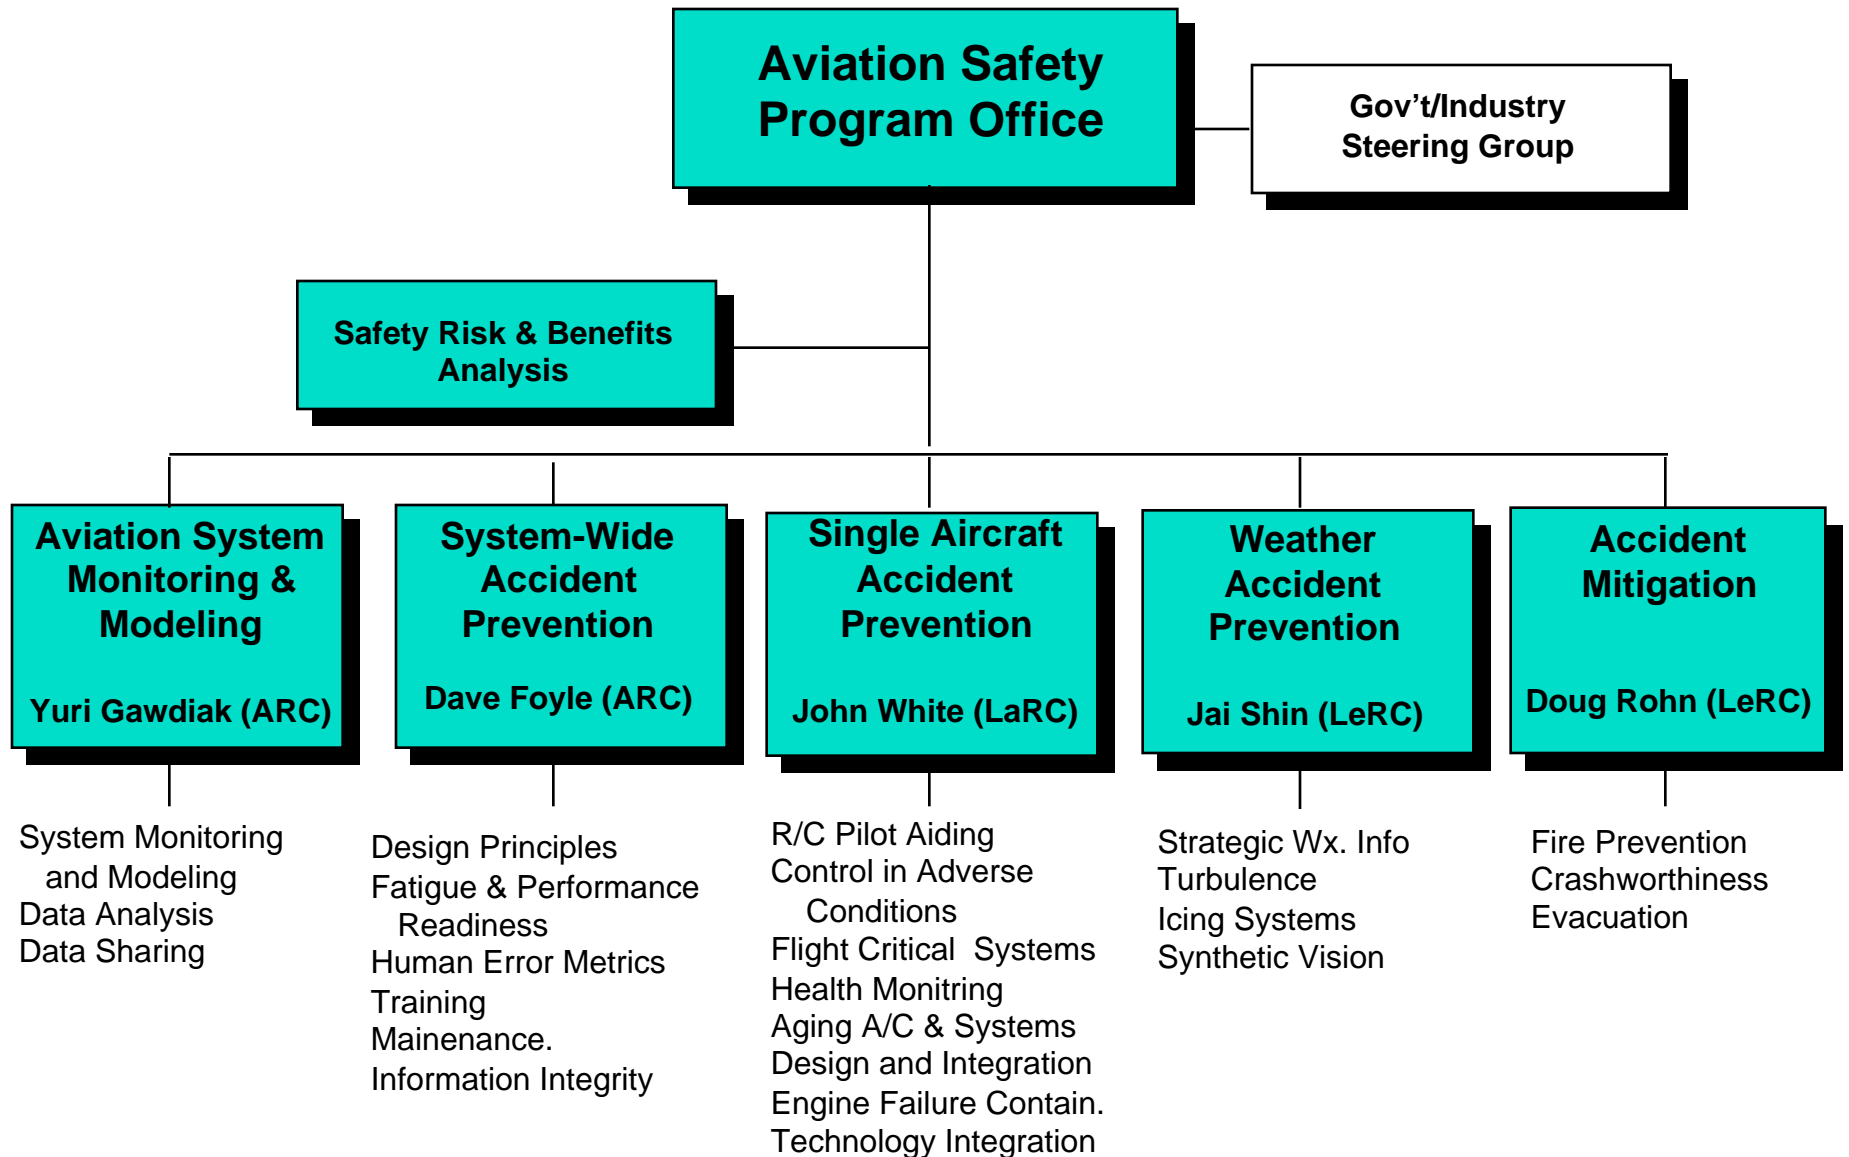 Aviation Safety
Program Office
Gov’t/Industry
Steering Group
Safety Risk & Benefits
Analysis
Aviation System
Monitoring &
Modeling
Yuri Gawdiak (ARC)
System-Wide
Accident
Prevention
Dave Foyle (ARC)
Single Aircraft
Accident
Prevention
John White (LaRC)
Weather
Accident
Prevention
Jai Shin (LeRC)
Accident
Mitigation
Doug Rohn (LeRC)
System Monitoring
and Modeling
Data Analysis
Data Sharing
Design Principles
Fatigue & Performance
Readiness
Human Error Metrics
Training
Mainenance.
Information Integrity
R/C Pilot Aiding
Control in Adverse
Conditions
Flight Critical  Systems
Health Monitring
Aging A/C & Systems
Design and Integration
Engine Failure Contain.
Technology Integration
Strategic Wx. Info
Turbulence
Icing Systems
Synthetic Vision
Fire Prevention
Crashworthiness
Evacuation